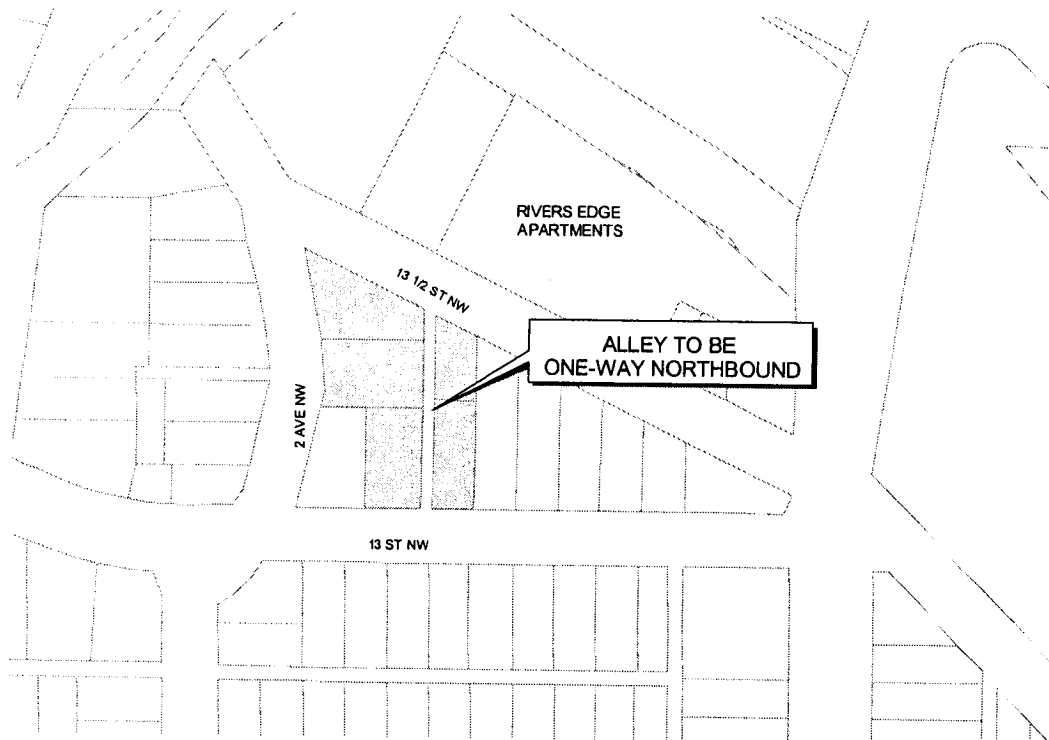 RIVERS EDGE
APARTMENTS
13 1/2 ST NW
ALLEY TO BE
ONE-WAY NORTHBOUND
2 AVE NW
13 ST NW